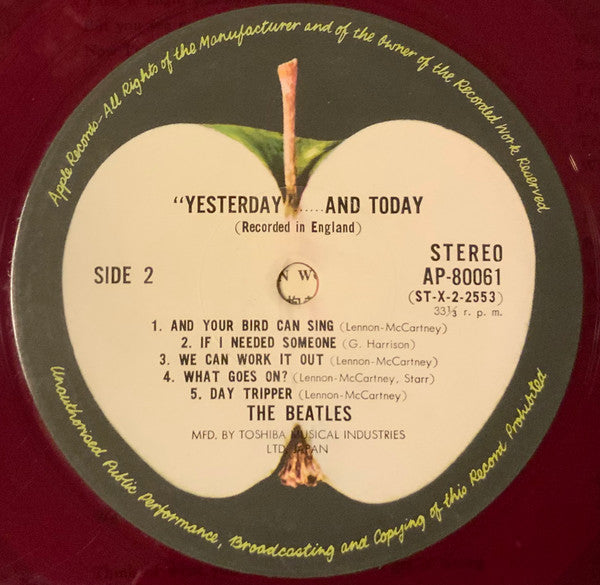 Apple Records-All Rights of the Manufacturer and of the Owner of the Recorded Work Reserved
"YESTERDAY"......AND TODAY
(Recorded in England)
SIDE 2
STEREO
AP-80061
(ST-X-2-2553)
33⅓ r. p. m.
1. AND YOUR BIRD CAN SING (Lennon-McCartney)
2. IF I NEEDED SOMEONE (G. Harrison)
3. WE CAN WORK IT OUT (Lennon-McCartney)
4. WHAT GOES ON? (Lennon-McCartney, Starr)
5. DAY TRIPPER (Lennon-McCartney)
THE BEATLES
MFD. BY TOSHIBA MUSICAL INDUSTRIES
LTD. JAPAN
Unauthorised Public Performance, Broadcasting and Copying of this Record Prohibited